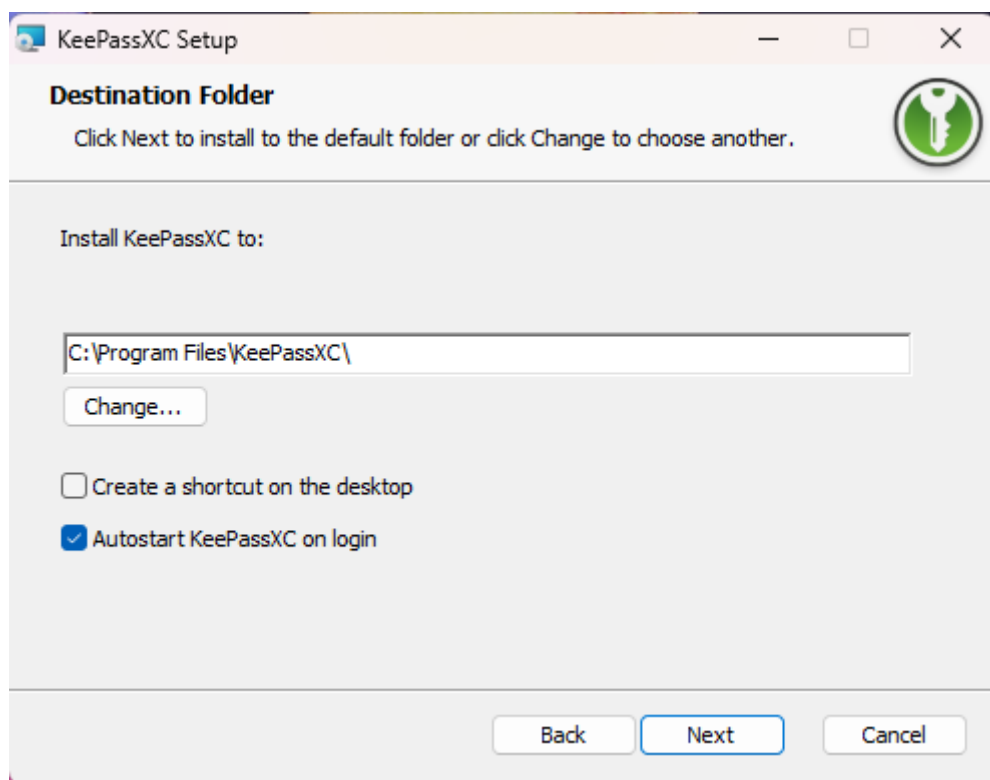 KeePassXC Setup
Destination Folder
Click Next to install to the default folder or click Change to choose another.
Install KeePassXC to:
C:\Program Files\KeePassXC\
Change...
Create a shortcut on the desktop
Autostart KeePassXC on login
Back Next Cancel